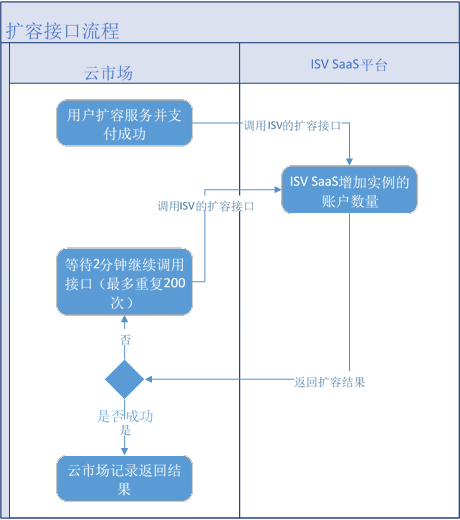 扩容接口流程
云市场
ISV SaaS平台
用户扩容服务并支
付成功
调用ISV的扩容接口
ISV SaaS增加实例的
账户数量
调用ISV的扩容接口
等待2分钟继续调用
接口（最多重复200
次）
否
返回扩容结果
是否成功
是
云市场记录返回结
果